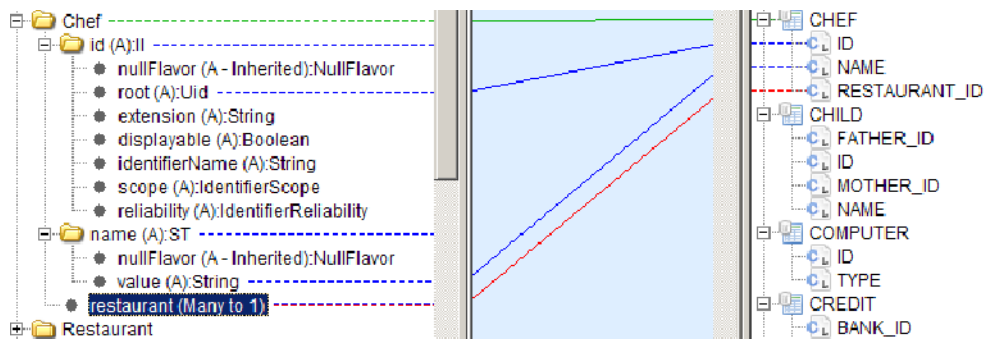 Chef
id (A):II
nullFlavor (A - Inherited):NullFlavor
root (A):Uid
extension (A):String
displayable (A):Boolean
identifierName (A):String
scope (A):IdentifierScope
reliability (A):IdentifierReliability
name (A):ST
nullFlavor (A - Inherited):NullFlavor
value (A):String
restaurant (Many to 1)
Restaurant
CHEF
ID
NAME
RESTAURANT_ID
CHILD
FATHER_ID
ID
MOTHER_ID
NAME
COMPUTER
ID
TYPE
CREDIT
BANK_ID